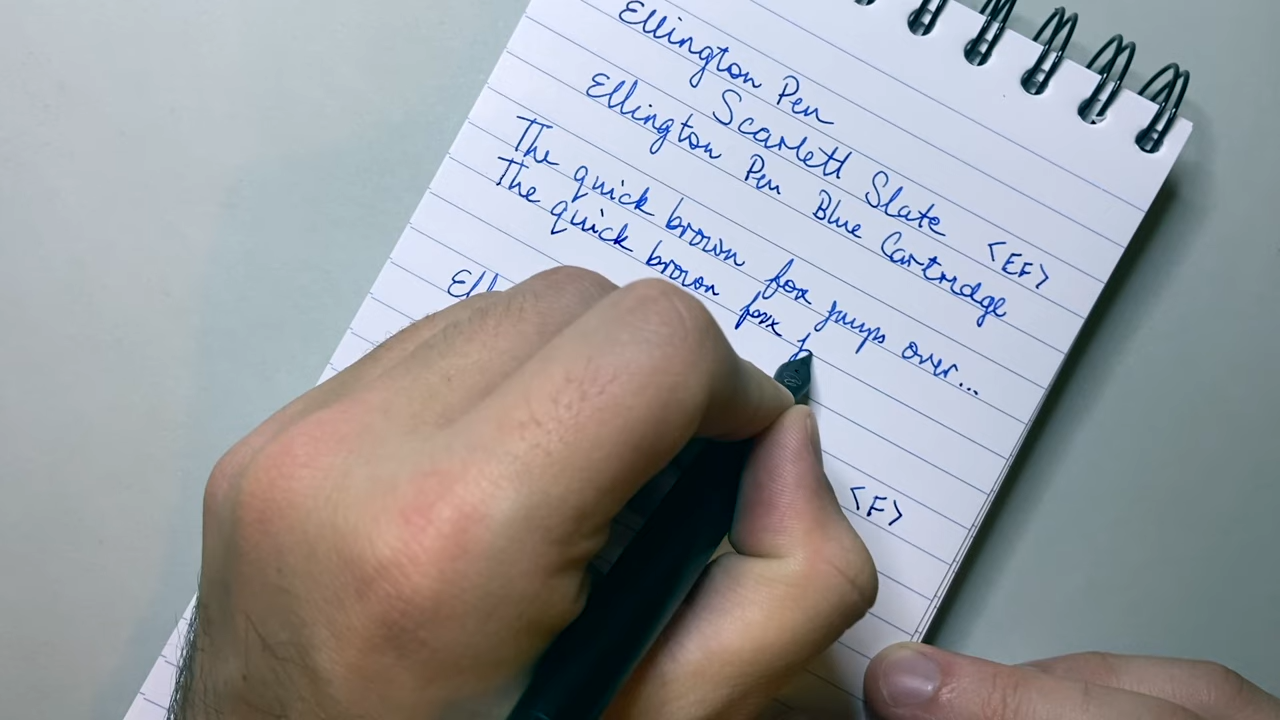 Ellington Pen
Scarlett Slate <EF>
Ellington Pen Blue Cartridge
The quick brown fox jumps over...
The quick brown fox j
Ell
<F>